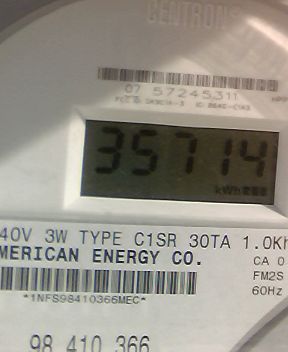 CENTRON
07 57245311
35714
kWh
40V 3W TYPE C1SR 30TA 1.0Kh
MERICAN ENERGY CO.
CA 0
FM2S
60Hz
*1NFS98410366MEC*
98 410 366